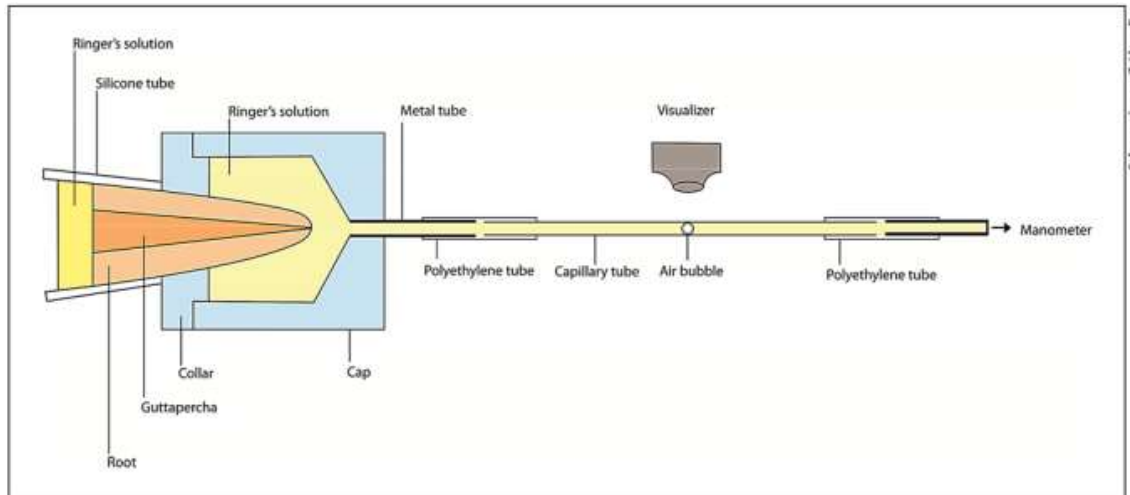 Ringer's solution
Silicone tube
Ringer's solution
Metal tube
Visualizer
Manometer
Polyethylene tube
Capillary tube
Air bubble
Polyethylene tube
Collar
Cap
Guttapercha
Root